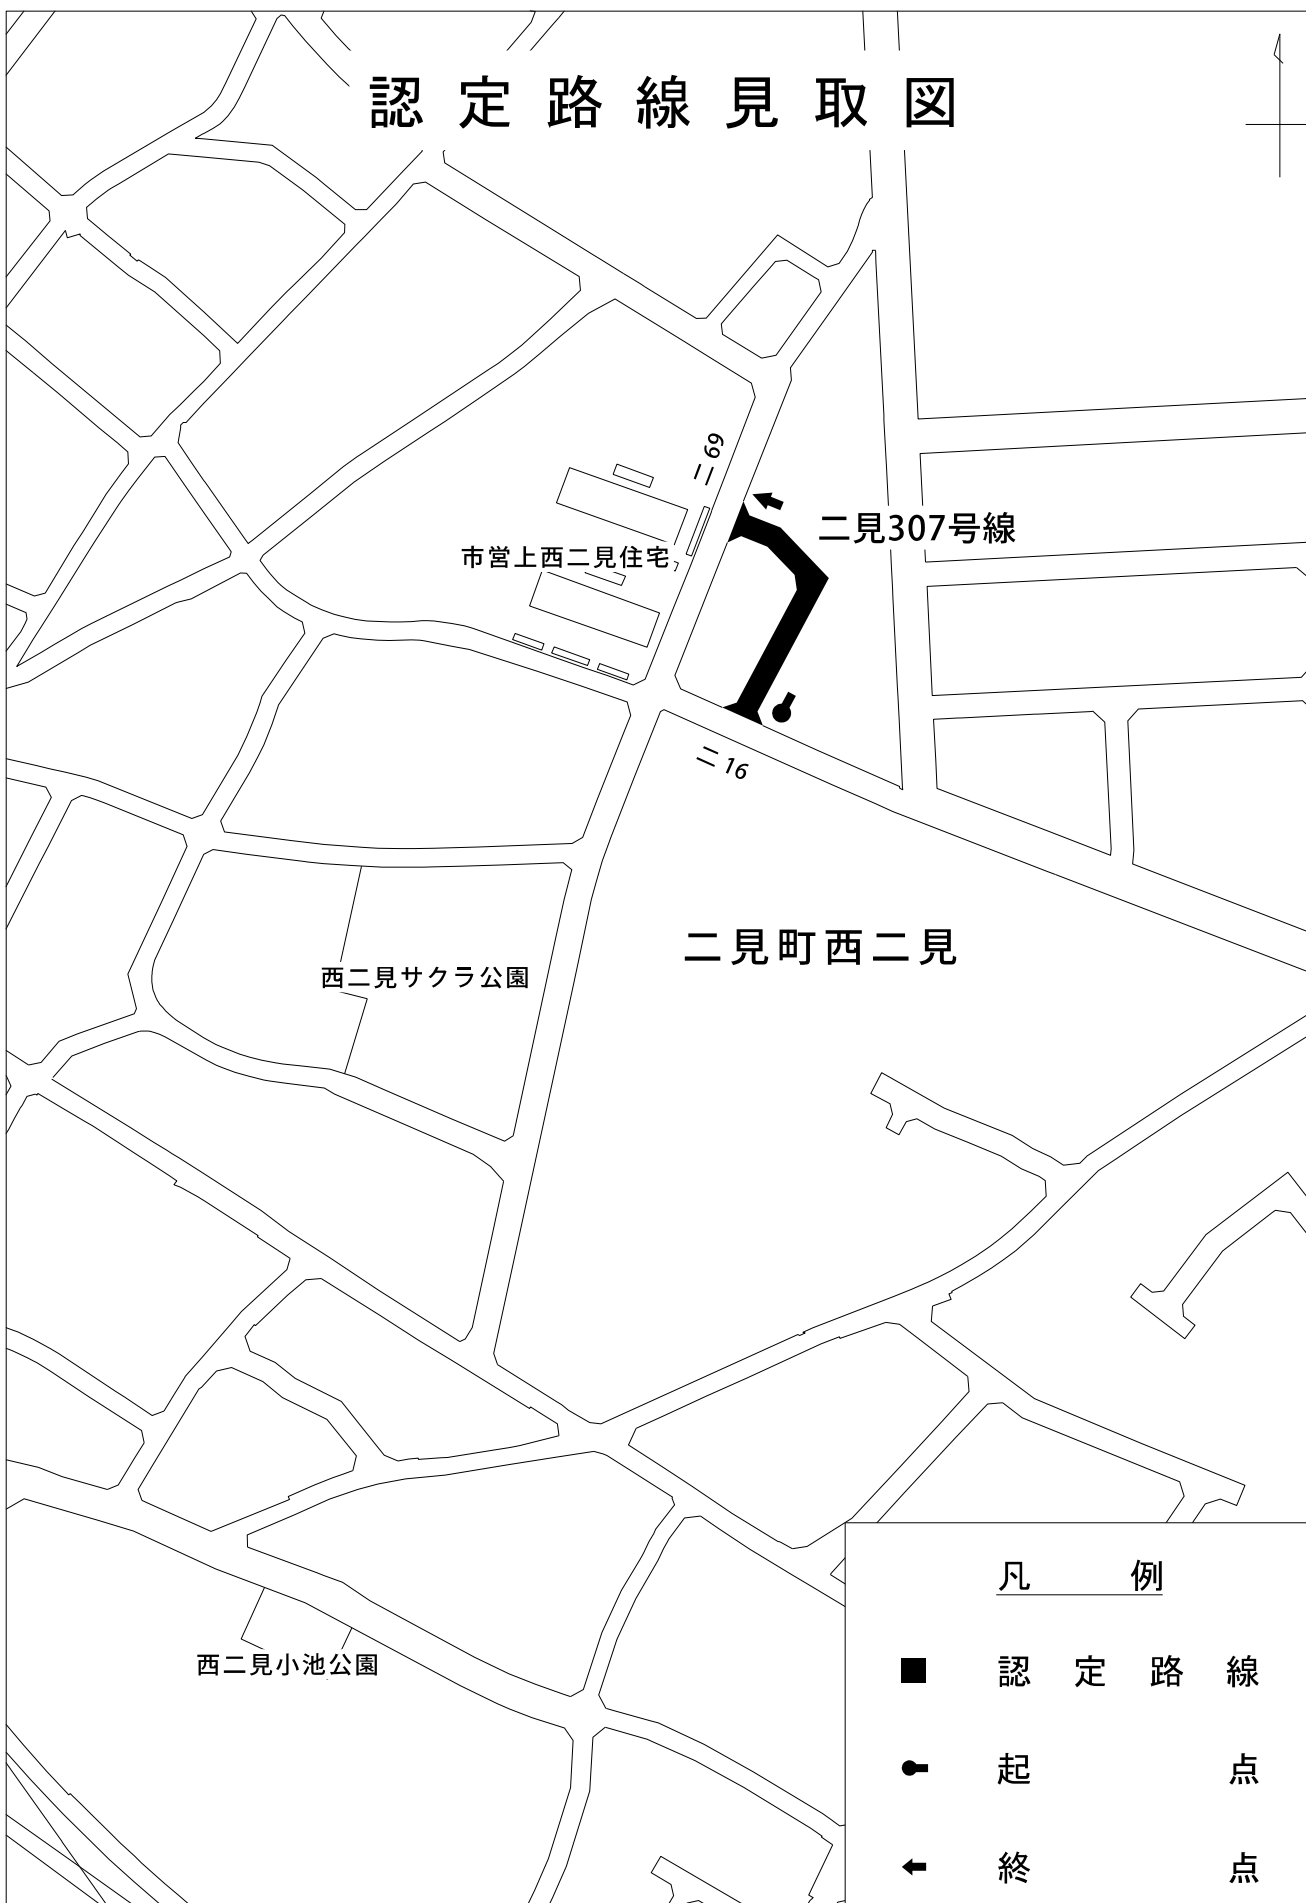 認定路線見取図
二69
二見307号線
市営上西二見住宅
二16
二見町西二見
西二見サクラ公園
西二見小池公園
凡例
認定路線
起点
終点